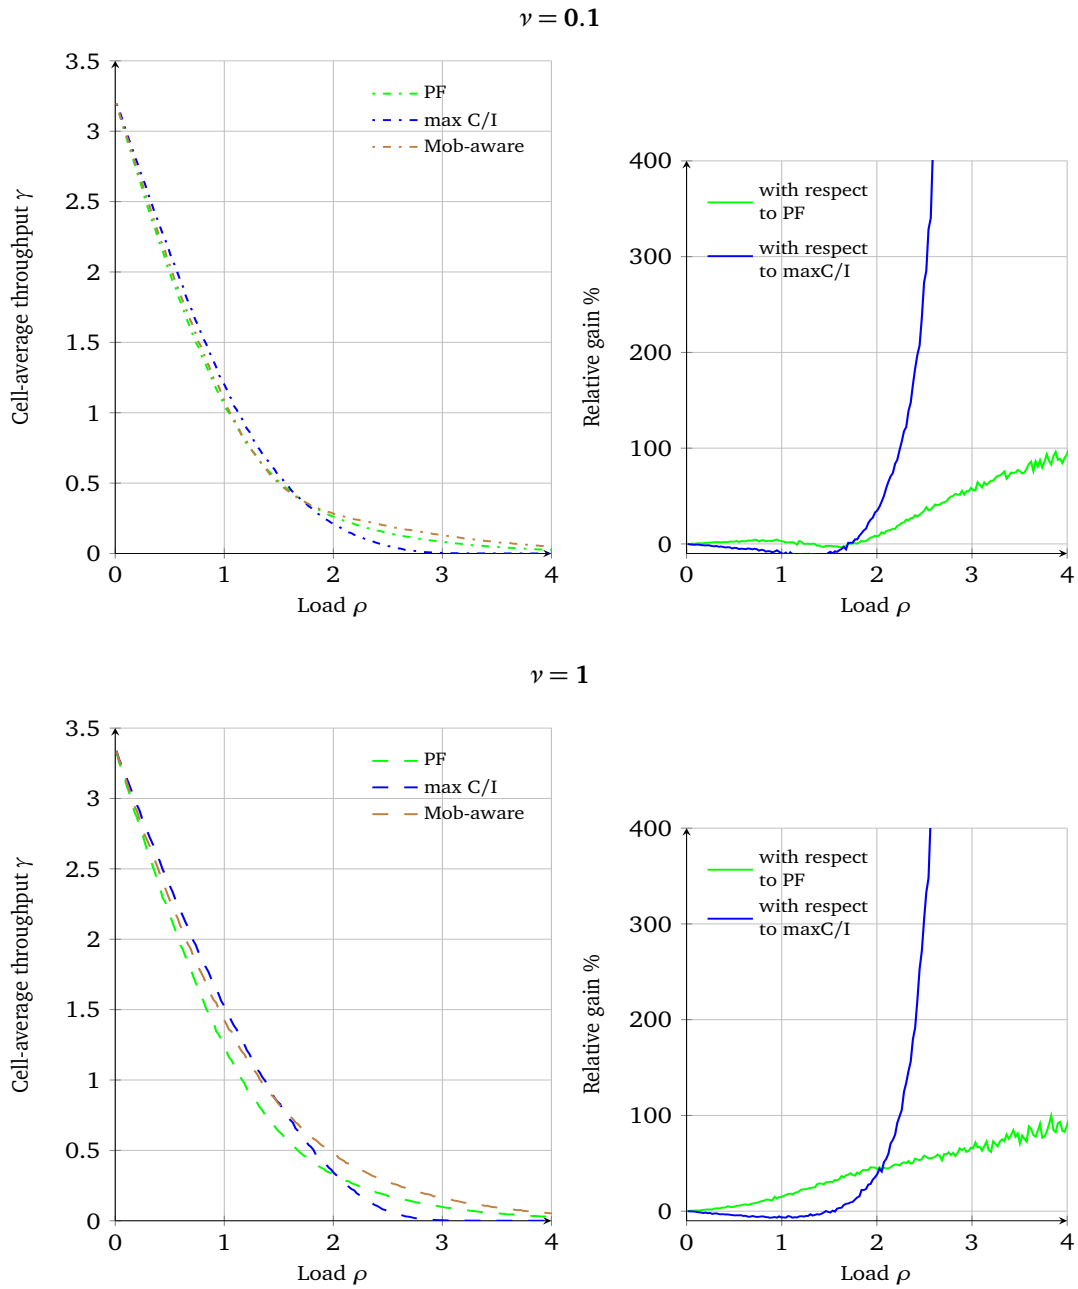 ν = 0.1
Cell-average throughput γ
3.5
3
2.5
2
1.5
1
0.5
0
0 1 2 3 4
Load ρ
PF
max C/I
Mob-aware
Relative gain %
400
300
200
100
0
0 1 2 3 4
Load ρ
with respect
to PF
with respect
to maxC/I
ν = 1
Cell-average throughput γ
3.5
3
2.5
2
1.5
1
0.5
0
0 1 2 3 4
Load ρ
PF
max C/I
Mob-aware
Relative gain %
400
300
200
100
0
0 1 2 3 4
Load ρ
with respect
to PF
with respect
to maxC/I